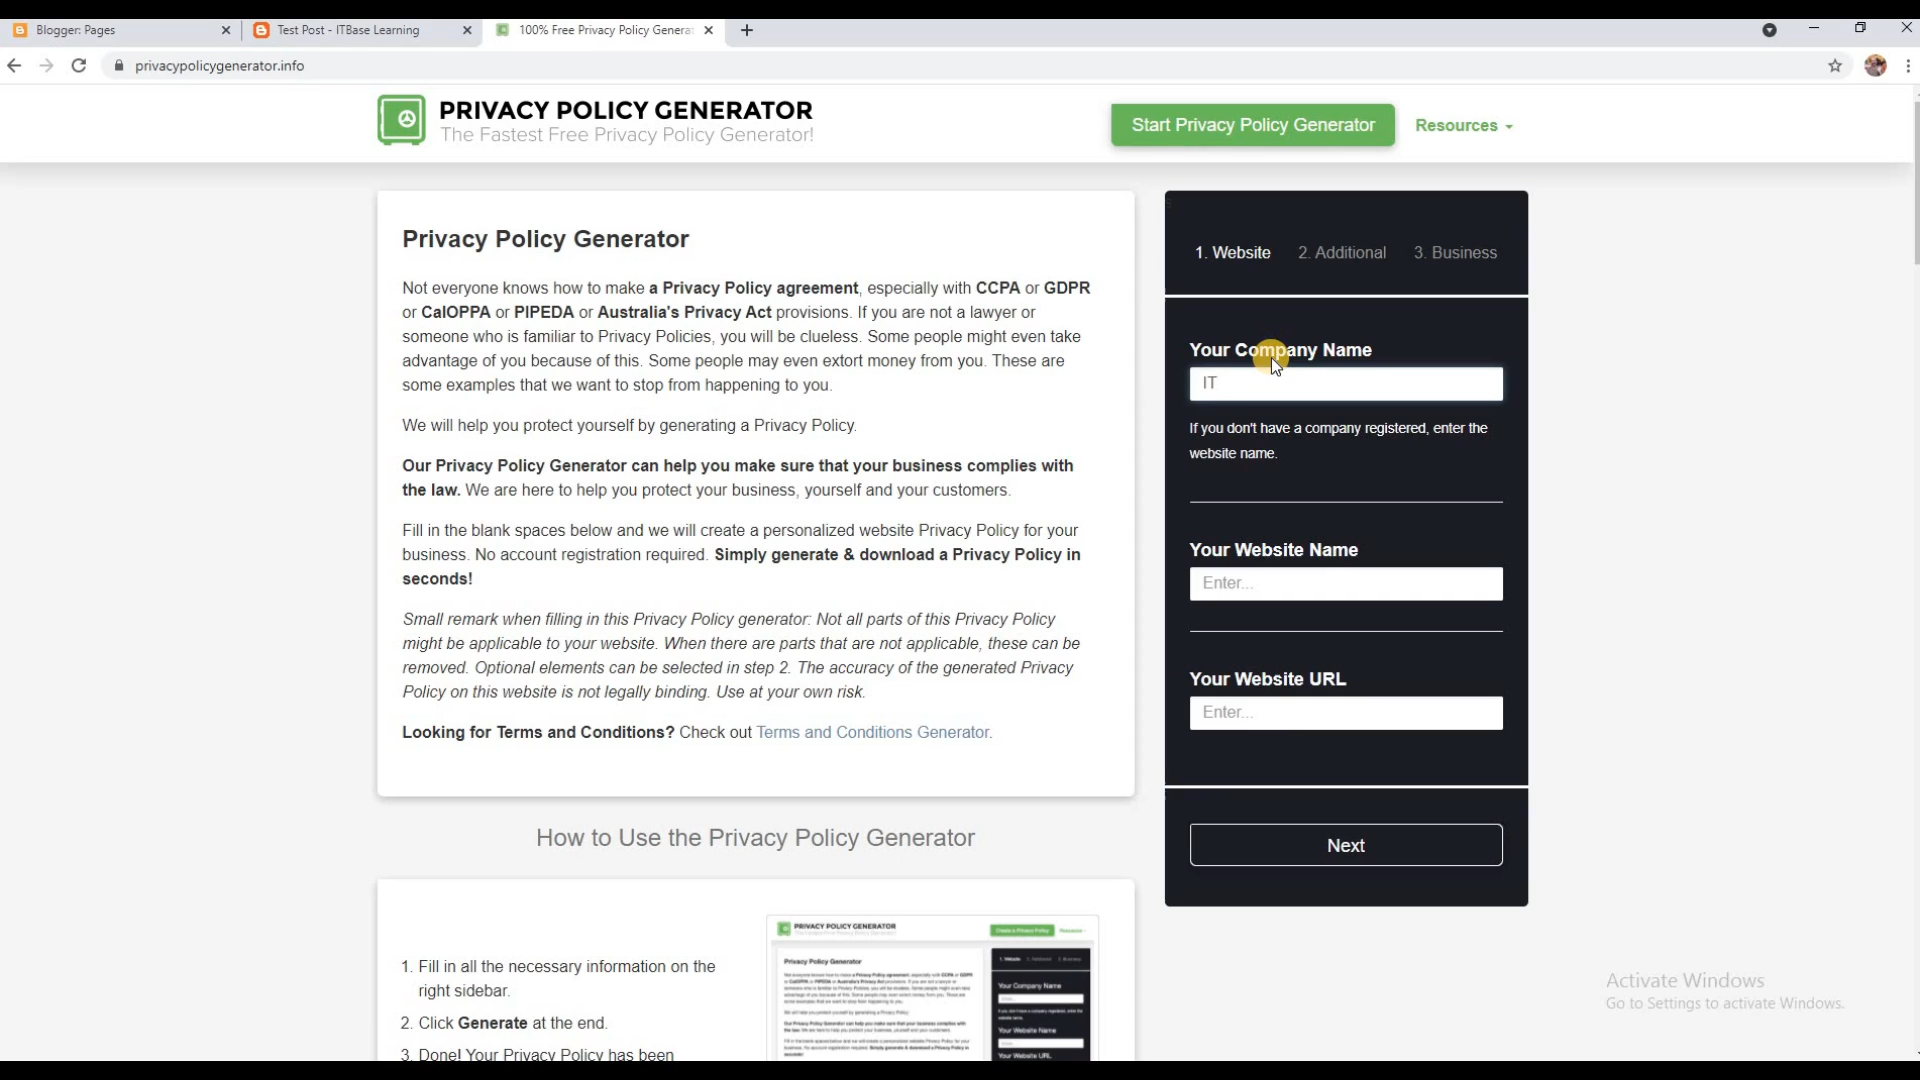 Blogger: Pages
Test Post - ITBase Learning
100% Free Privacy Policy Genera
privacypolicygenerator.info
PRIVACY POLICY GENERATOR
The Fastest Free Privacy Policy Generator!
Start Privacy Policy Generator
Resources
Privacy Policy Generator
Not everyone knows how to make a Privacy Policy agreement, especially with CCPA or GDPR
or CalOPPA or PIPEDA or Australia's Privacy Act provisions. If you are not a lawyer or
someone who is familiar to Privacy Policies, you will be clueless. Some people might even take
advantage of you because of this. Some people may even extort money from you. These are
some examples that we want to stop from happening to you.
We will help you protect yourself by generating a Privacy Policy.
Our Privacy Policy Generator can help you make sure that your business complies with
the law. We are here to help you protect your business, yourself and your customers.
Fill in the blank spaces below and we will create a personalized website Privacy Policy for your
business. No account registration required. Simply generate & download a Privacy Policy in
seconds!
Small remark when filling in this Privacy Policy generator: Not all parts of this Privacy Policy
might be applicable to your website. When there are parts that are not applicable, these can be
removed. Optional elements can be selected in step 2. The accuracy of the generated Privacy
Policy on this website is not legally binding. Use at your own risk.
Looking for Terms and Conditions? Check out Terms and Conditions Generator.
1. Website 2. Additional 3. Business
Your Company Name
IT
If you don't have a company registered, enter the
website name.
Your Website Name
Enter...
Your Website URL
Enter...
Next
How to Use the Privacy Policy Generator
1. Fill in all the necessary information on the
right sidebar.
2. Click Generate at the end.
3. Done! Your Privacy Policy has been
PRIVACY POLICY GENERATOR
Privacy Policy Generator
Your Company Name
Your Website Name
Your Website URL
Activate Windows
Go to Settings to activate Windows.